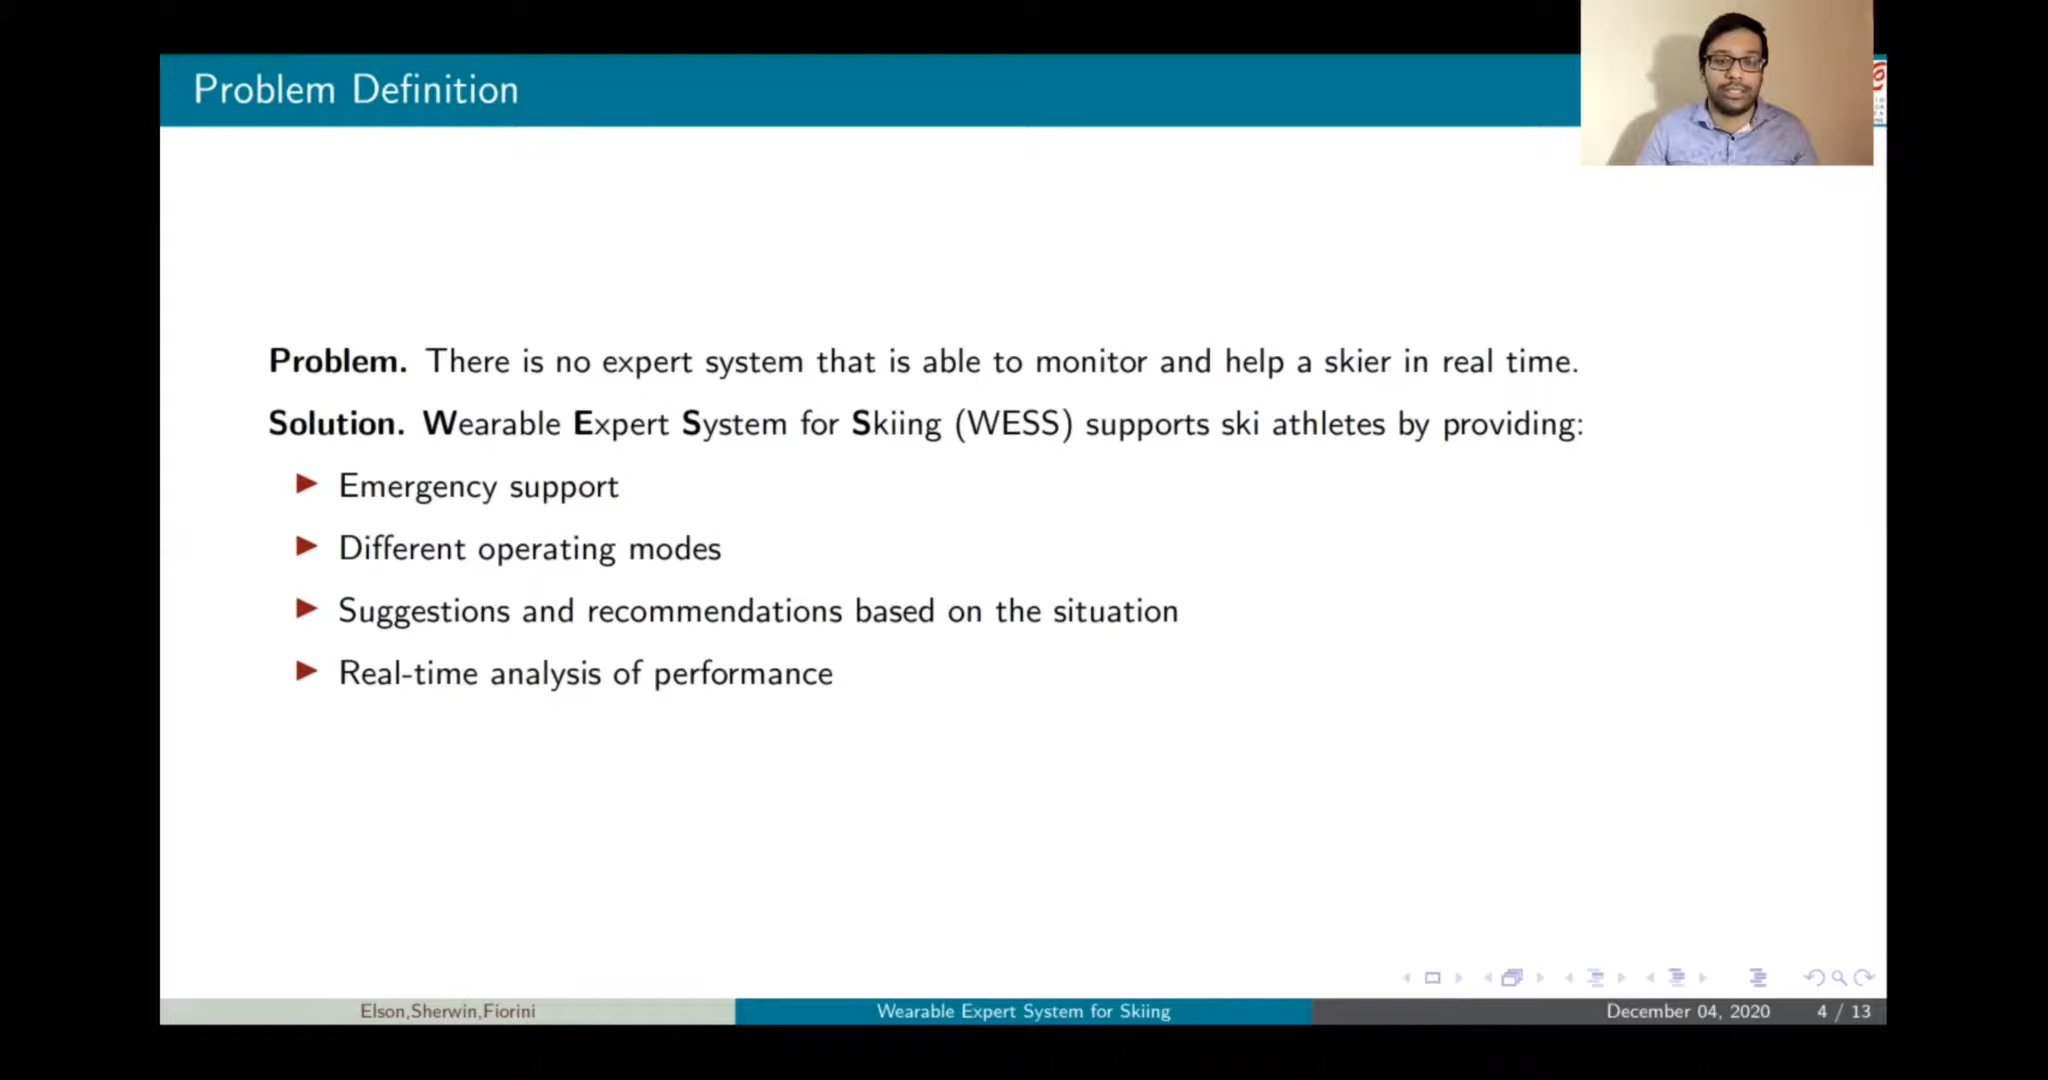 Problem Definition
Problem. There is no expert system that is able to monitor and help a skier in real time.
Solution. Wearable Expert System for Skiing (WESS) supports ski athletes by providing:
Emergency support
Different operating modes
Suggestions and recommendations based on the situation
Real-time analysis of performance
Elson,Sherwin,Fiorini
Wearable Expert System for Skiing
December 04, 2020
4 / 13